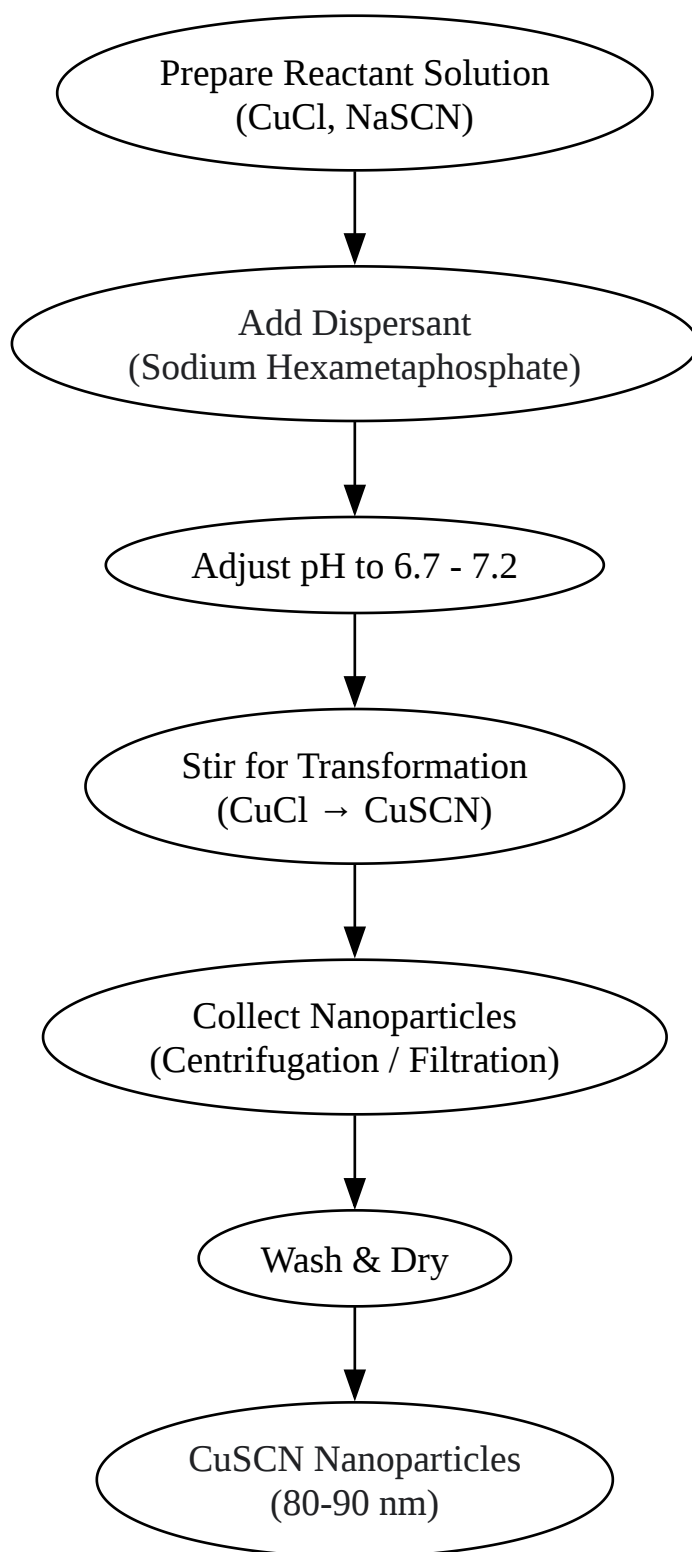 Prepare Reactant Solution
(CuCl, NaSCN)
Add Dispersant
(Sodium Hexametaphosphate)
Adjust pH to 6.7 - 7.2
Stir for Transformation
(CuCl → CuSCN)
Collect Nanoparticles
(Centrifugation / Filtration)
Wash & Dry
CuSCN Nanoparticles
(80-90 nm)